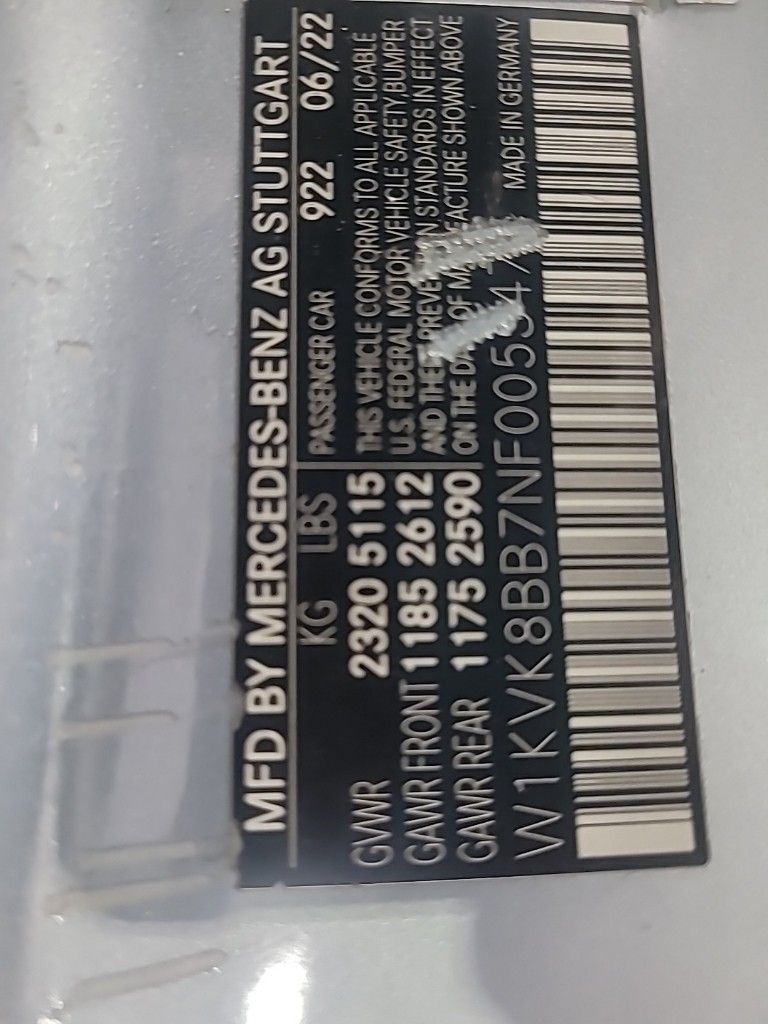 MFD BY MERCEDES-BENZ AG STUTTGART
KG LBS
PASSENGER CAR 922 06/22
GVWR 2320 5115
GAWR FRONT 1185 2612
GAWR REAR 1175 2590
THIS VEHICLE CONFORMS TO ALL APPLICABLE
U.S. FEDERAL MOTOR VEHICLE SAFETY,BUMPER
AND THEFT PREVENTION STANDARDS IN EFFECT
ON THE DATE OF MANUFACTURE SHOWN ABOVE
MADE IN GERMANY
W1KVK8BB7NF005347